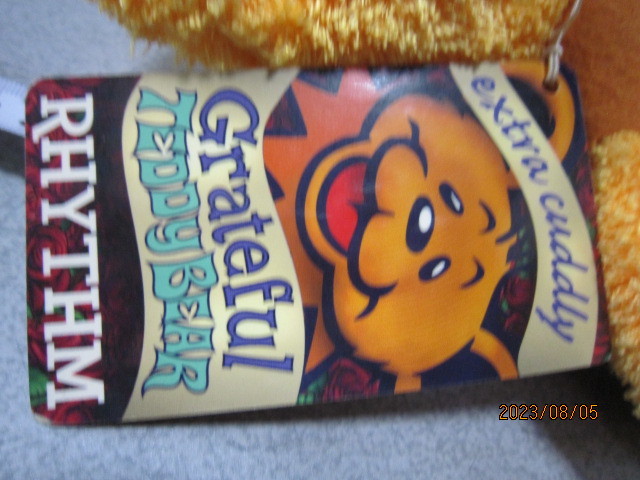 extra cuddly
Grateful
TEDDY BEAR
RHYTHM
2023/08/05